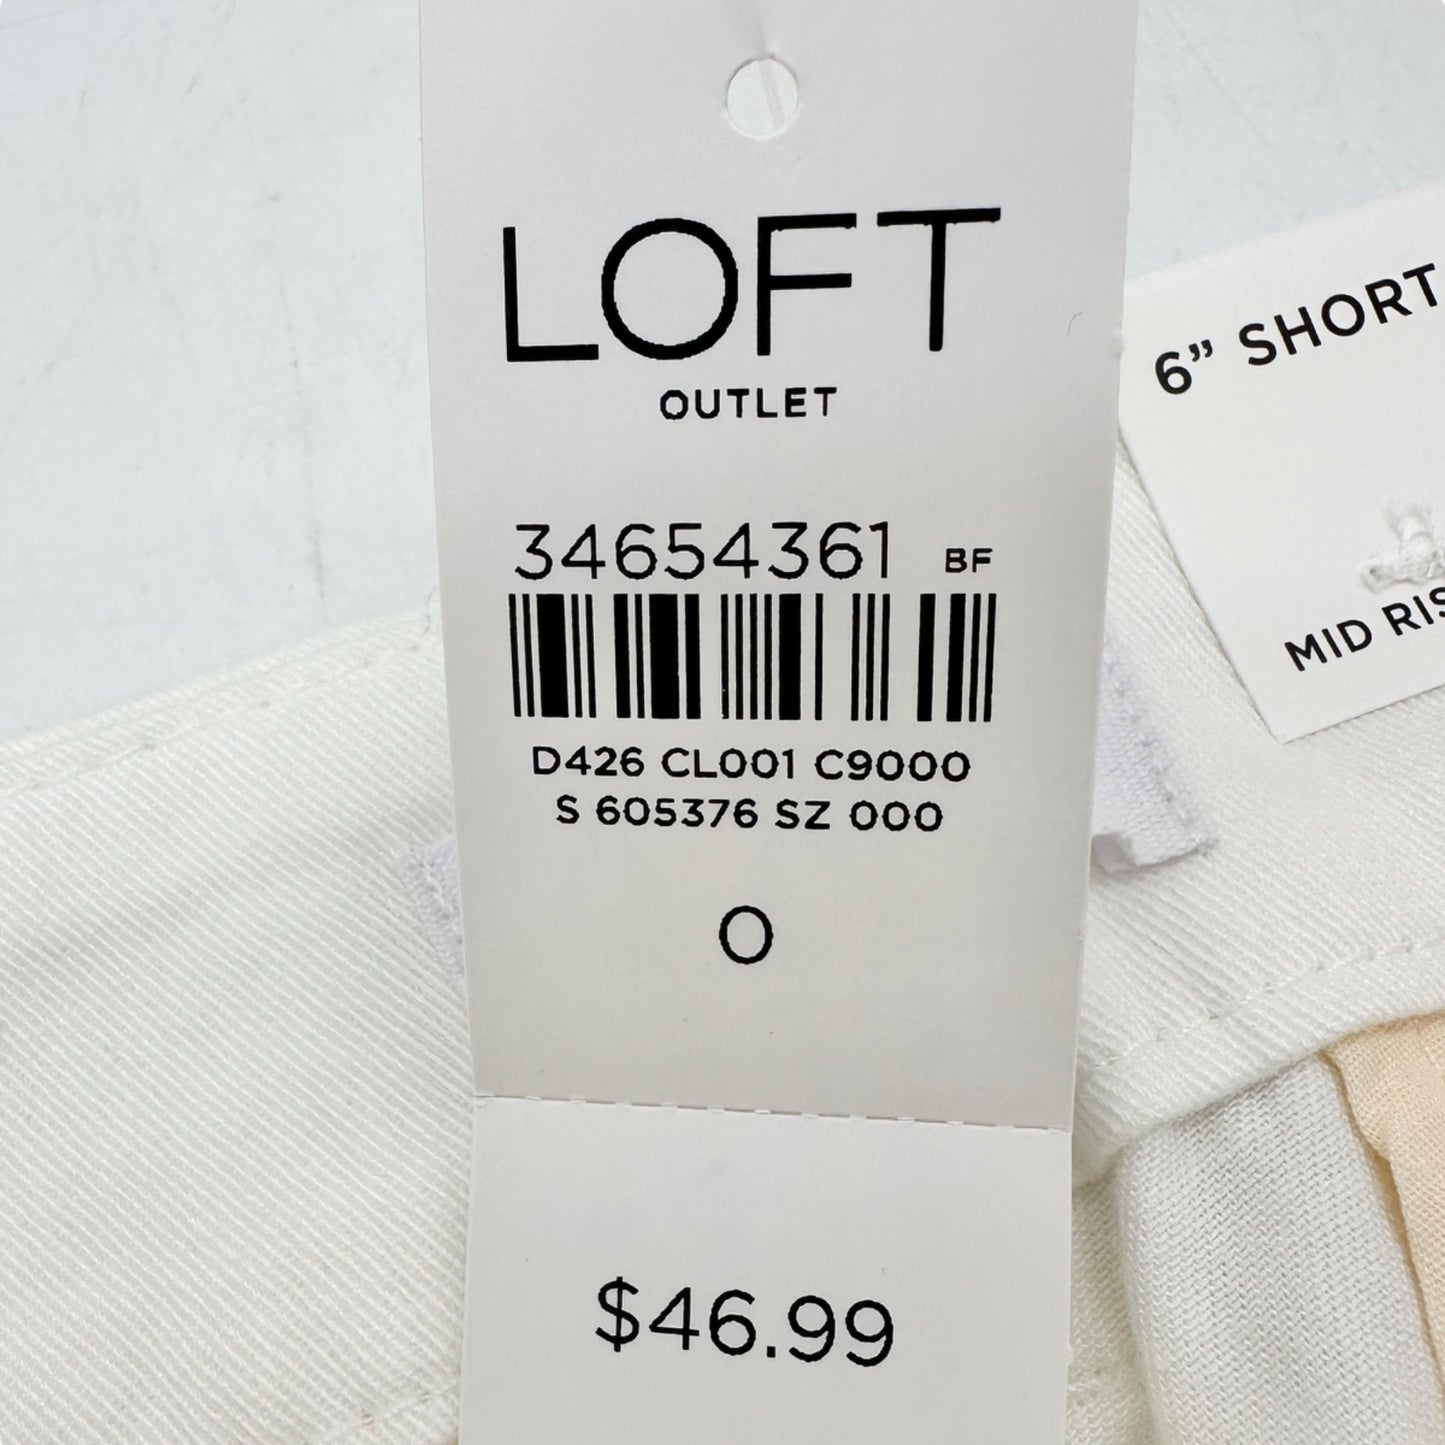 LOFT
OUTLET
34654361 BF
D426 CL001 C9000
S 605376 SZ 000
0
$46.99
6” SHORT
MID RIS